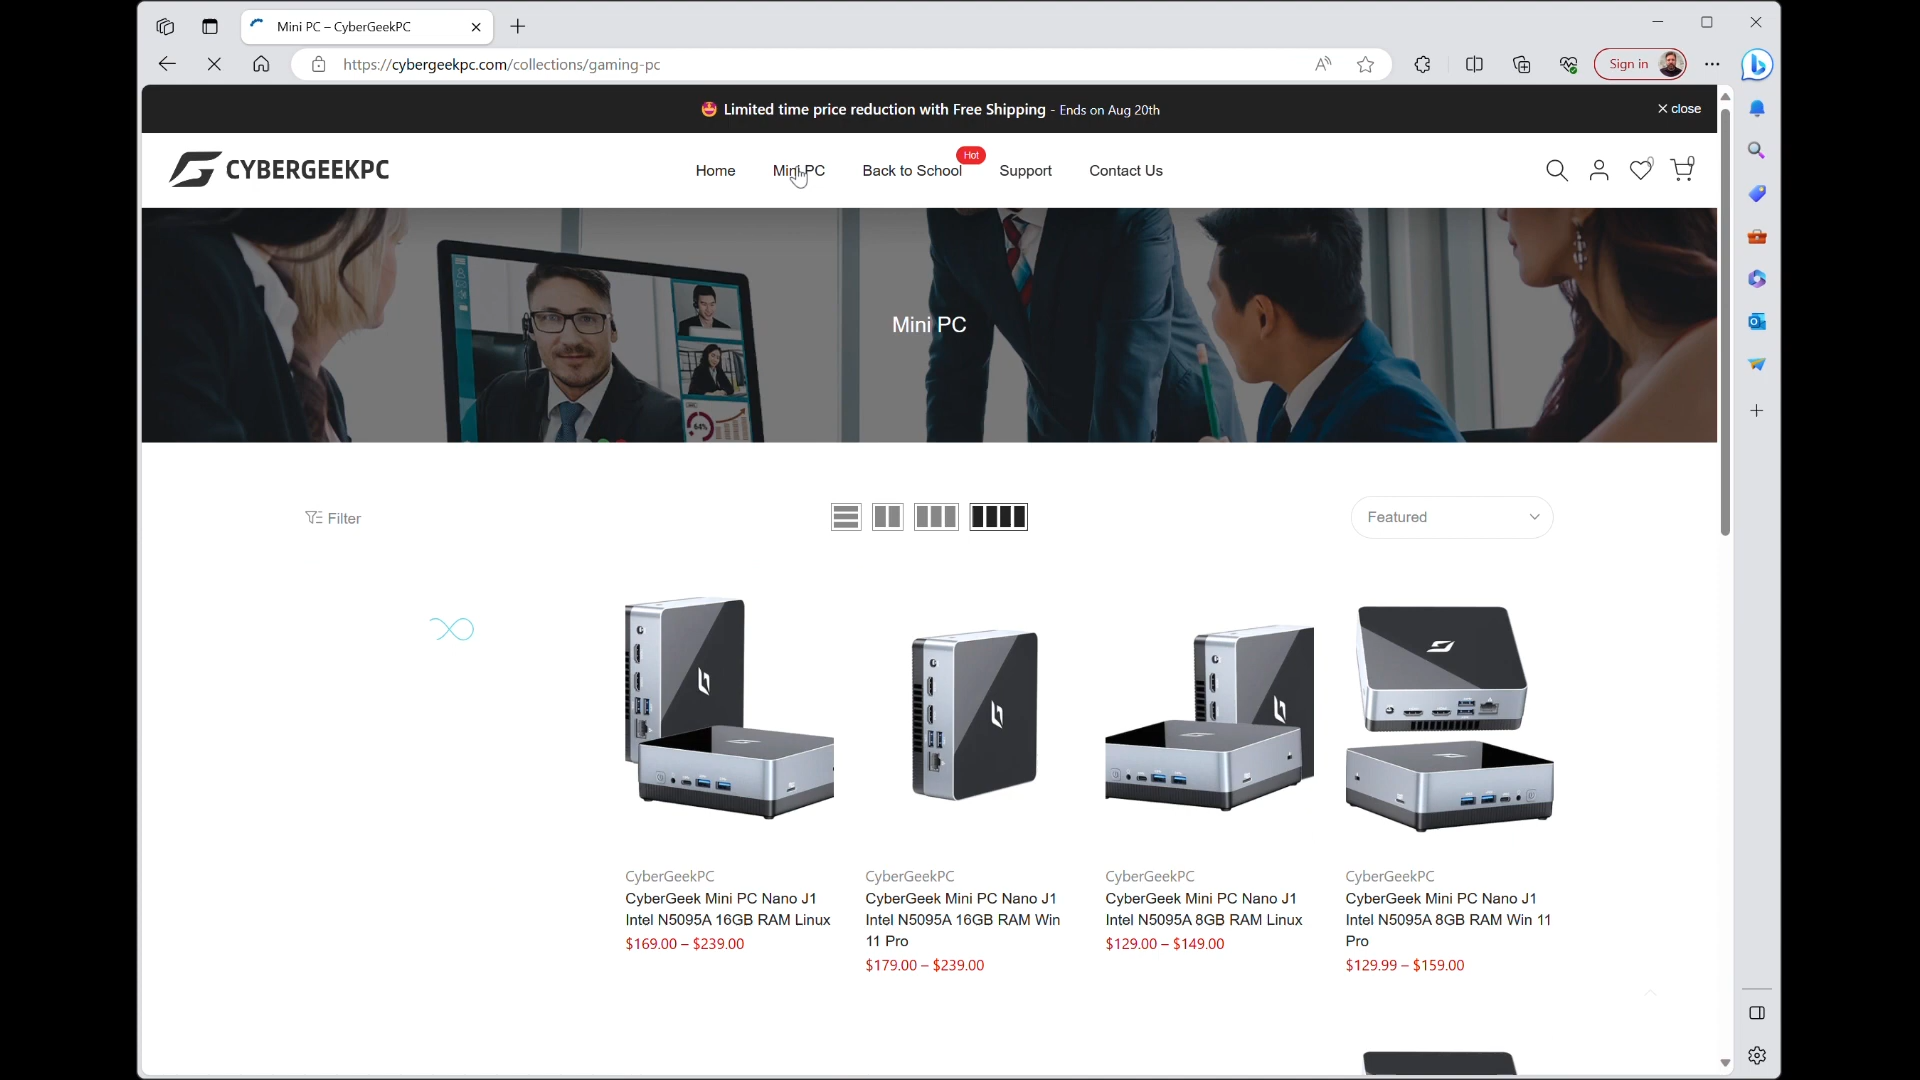 Mini PC – CyberGeekPC
https://cybergeekpc.com/collections/gaming-pc
Sign in
🤩 Limited time price reduction with Free Shipping - Ends on Aug 20th
close
CYBERGEEKPC
Home
Mini PC
Back to School
Hot
Support
Contact Us
0
0
64%
Mini PC
Filter
Featured
CyberGeekPC
CyberGeek Mini PC Nano J1
Intel N5095A 16GB RAM Linux
$169.00 – $239.00
CyberGeekPC
CyberGeek Mini PC Nano J1
Intel N5095A 16GB RAM Win
11 Pro
$179.00 – $239.00
CyberGeekPC
CyberGeek Mini PC Nano J1
Intel N5095A 8GB RAM Linux
$129.00 – $149.00
CyberGeekPC
CyberGeek Mini PC Nano J1
Intel N5095A 8GB RAM Win 11
Pro
$129.99 – $159.00